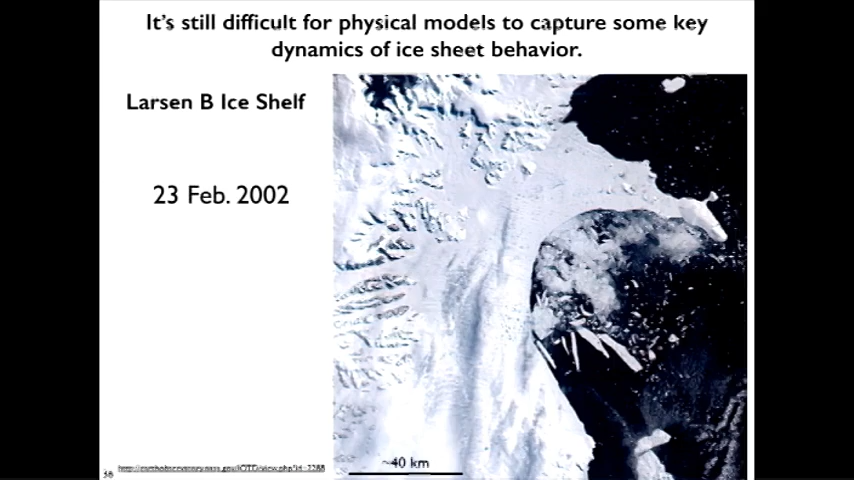 It's still difficult for physical models to capture some key
dynamics of ice sheet behavior.
Larsen B Ice Shelf
23 Feb. 2002
~40 km